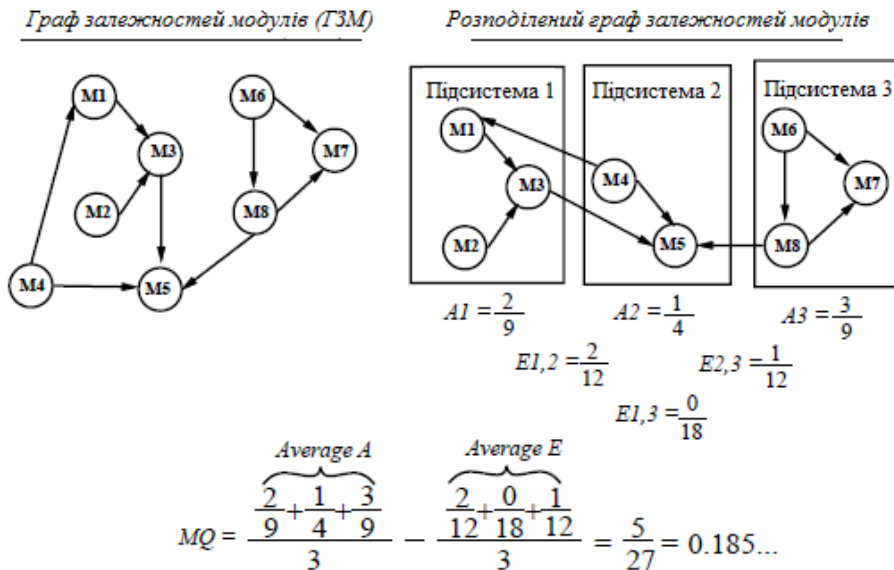 Граф залежностей модулів (ГЗМ)
M1
M6
M3
M7
M2
M8
M4
M5
Розподілений граф залежностей модулів
Підсистема 1
Підсистема 2
Підсистема 3
M1
M6
M4
M3
M7
M2
M5
M8
A1 = 2/9
A2 = 1/4
A3 = 3/9
E1,2 = 2/12
E2,3 = 1/12
E1,3 = 0/18
Average A
Average E
MQ = (2/9 + 1/4 + 3/9)/3 − (2/12 + 0/18 + 1/12)/3 = 5/27 = 0.185...